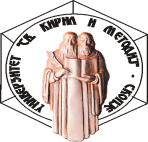 УНИВЕРЗИТЕТ "СВ. КИРИЛ И МЕТОДИЈ" - СКОПЈЕ